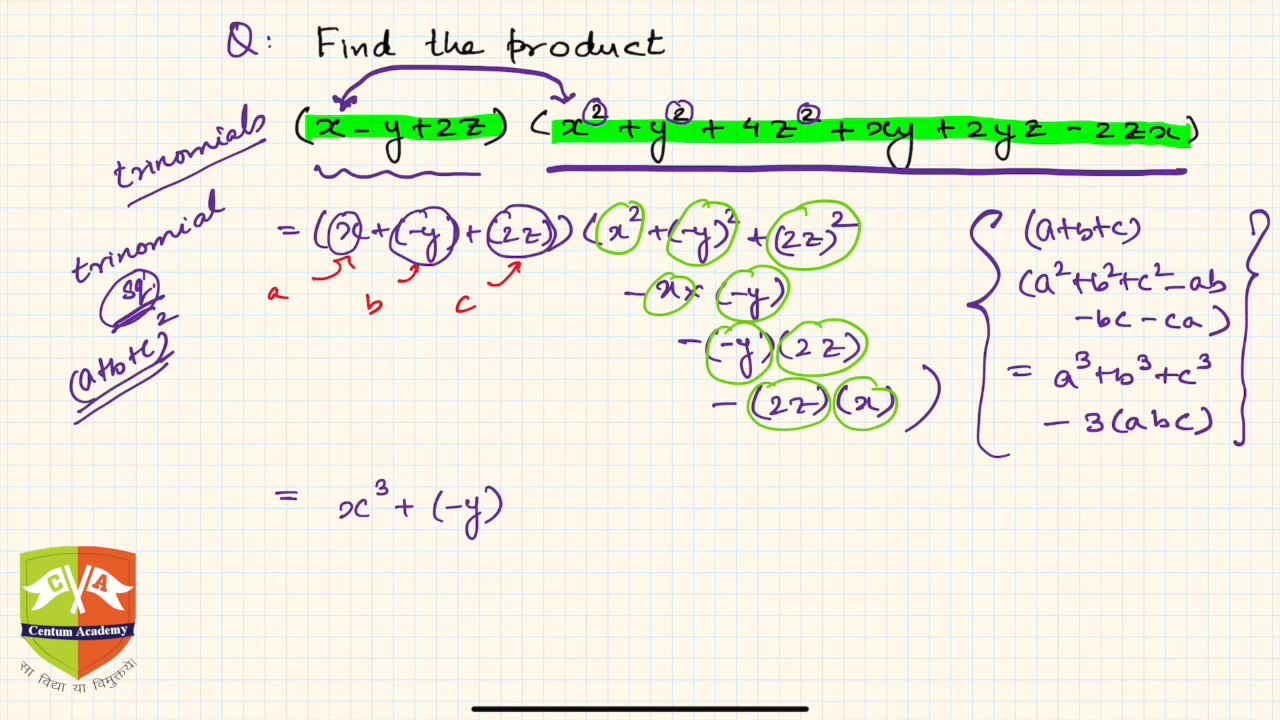 Q: Find the product
(x - y + 2z) (x² + y² + 4z² + xy + 2yz - 2zx)
trinomials
trinomial
sq.
(a+b+c)²
= (x + (-y) + (2z)) (x² + (-y)² + (2z)²
a b c
- x × (-y)
- (-y)(2z)
- (2z)(x) )
{ (a+b+c)
(a² + b² + c² - ab
- bc - ca)
= a³ + b³ + c³
- 3(abc) }
= x³ + (-y)
C A
Centum Academy
सा विद्या या विमुक्तये।